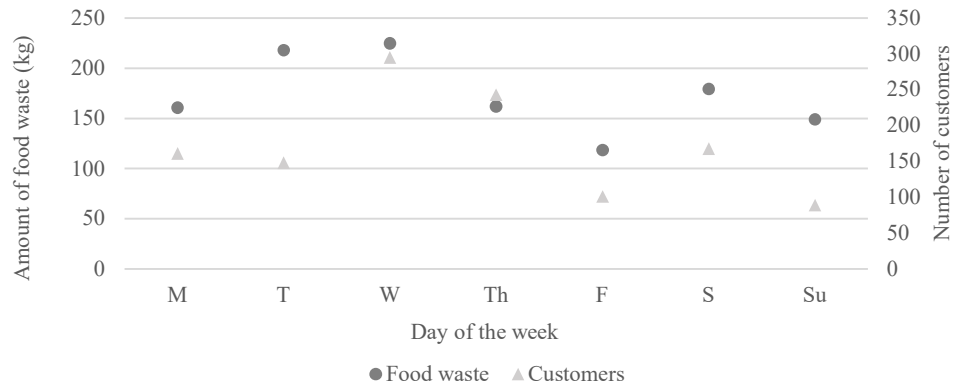 Amount of food waste (kg)
250
200
150
100
50
0
350
300
250
200
150
100
50
0
Number of customers
M T W Th F S Su
Day of the week
Food waste Customers